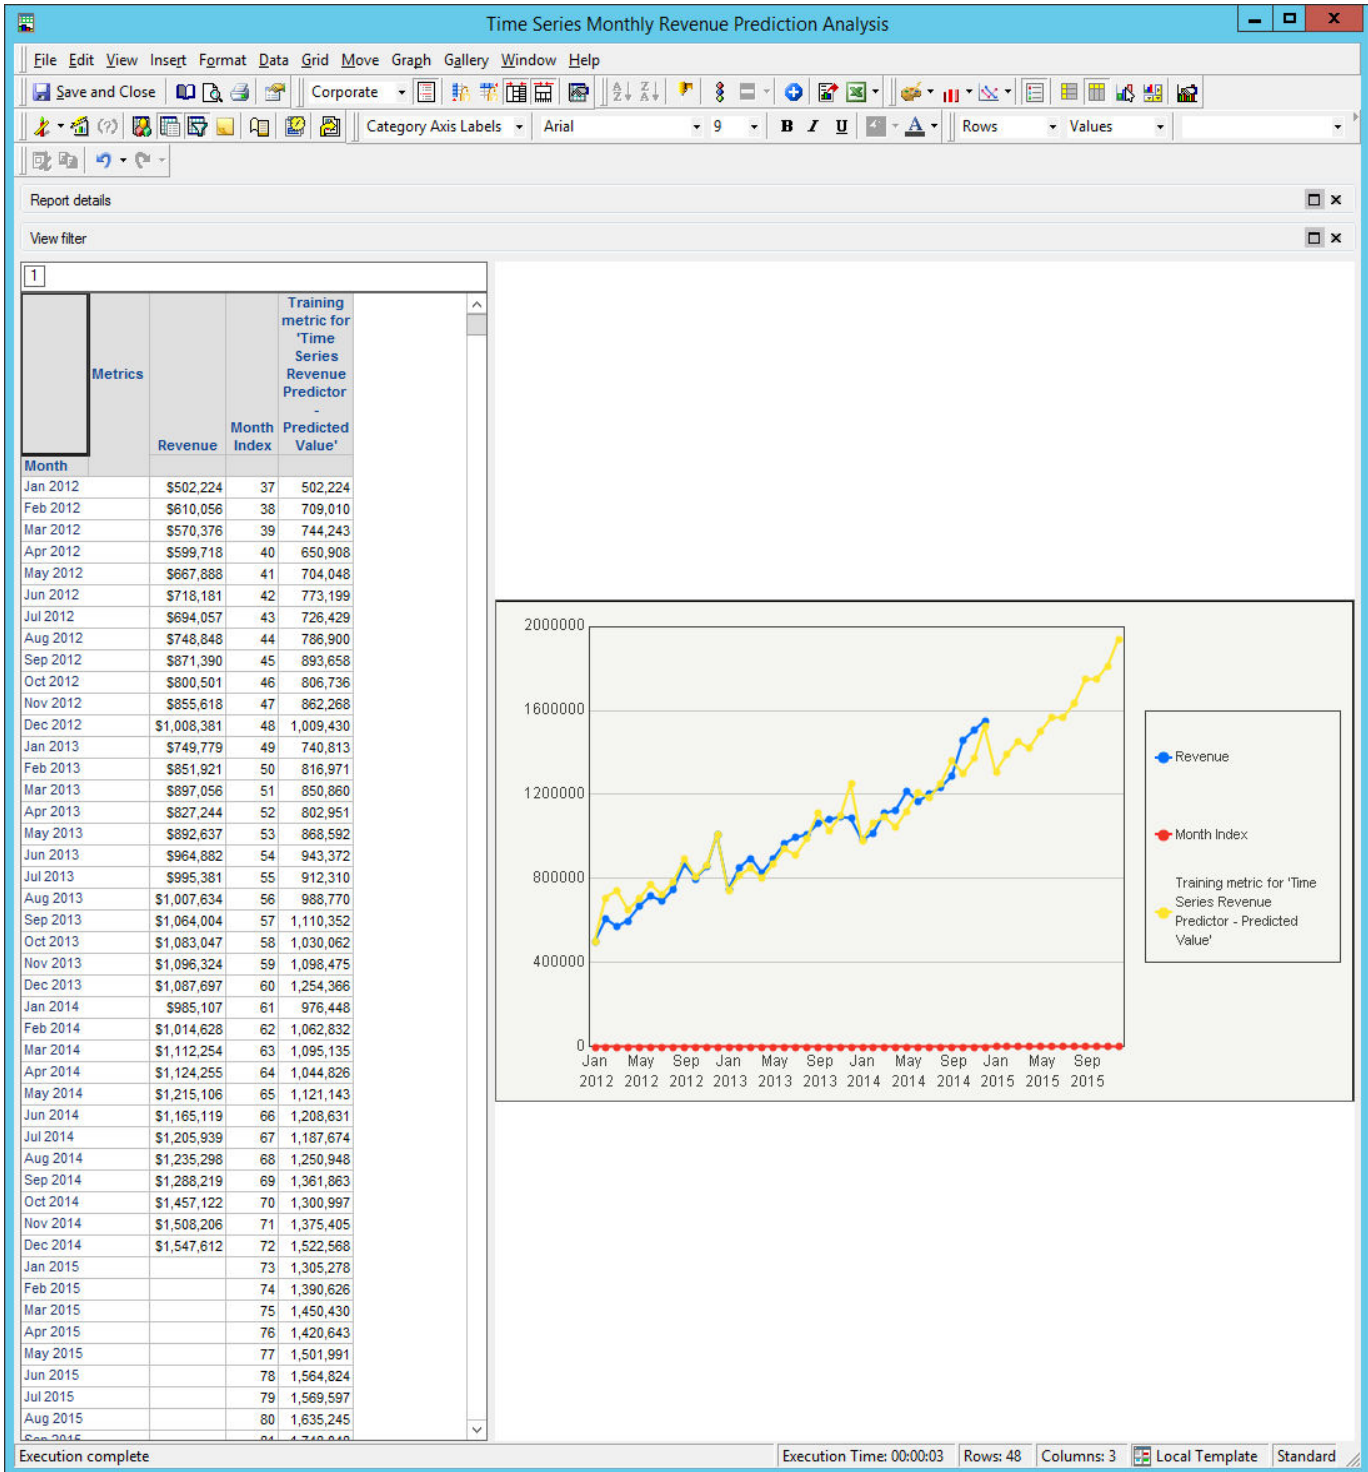 Time Series Monthly Revenue Prediction Analysis
File Edit View Insert Format Data Grid Move Graph Gallery Window Help
Save and Close Corporate
Category Axis Labels Arial 9 B I U A Rows Values
Report details
View filter
1
Metrics Revenue Month Index Training metric for 'Time Series Revenue Predictor - Predicted Value'
Month
Jan 2012 $502,224 37 502,224
Feb 2012 $610,056 38 709,010
Mar 2012 $570,376 39 744,243
Apr 2012 $599,718 40 650,908
May 2012 $667,888 41 704,048
Jun 2012 $718,181 42 773,199
Jul 2012 $694,057 43 726,429
Aug 2012 $748,848 44 786,900
Sep 2012 $871,390 45 893,658
Oct 2012 $800,501 46 806,736
Nov 2012 $855,618 47 862,268
Dec 2012 $1,008,381 48 1,009,430
Jan 2013 $749,779 49 740,813
Feb 2013 $851,921 50 816,971
Mar 2013 $897,056 51 850,860
Apr 2013 $827,244 52 802,951
May 2013 $892,637 53 868,592
Jun 2013 $964,882 54 943,372
Jul 2013 $995,381 55 912,310
Aug 2013 $1,007,634 56 988,770
Sep 2013 $1,064,004 57 1,110,352
Oct 2013 $1,083,047 58 1,030,062
Nov 2013 $1,096,324 59 1,098,475
Dec 2013 $1,087,697 60 1,254,366
Jan 2014 $985,107 61 976,448
Feb 2014 $1,014,628 62 1,062,832
Mar 2014 $1,112,254 63 1,095,135
Apr 2014 $1,124,255 64 1,044,826
May 2014 $1,215,106 65 1,121,143
Jun 2014 $1,165,119 66 1,208,631
Jul 2014 $1,205,939 67 1,187,674
Aug 2014 $1,235,298 68 1,250,948
Sep 2014 $1,288,219 69 1,361,863
Oct 2014 $1,457,122 70 1,300,997
Nov 2014 $1,508,206 71 1,375,405
Dec 2014 $1,547,612 72 1,522,568
Jan 2015 73 1,305,278
Feb 2015 74 1,390,626
Mar 2015 75 1,450,430
Apr 2015 76 1,420,643
May 2015 77 1,501,991
Jun 2015 78 1,564,824
Jul 2015 79 1,569,597
Aug 2015 80 1,635,245
2000000
1600000
1200000
800000
400000
0
Jan May Sep Jan May Sep Jan May Sep Jan May Sep
2012 2012 2012 2013 2013 2013 2014 2014 2014 2015 2015 2015
Revenue
Month Index
Training metric for 'Time
Series Revenue
Predictor - Predicted
Value'
Execution complete Execution Time: 00:00:03 Rows: 48 Columns: 3 Local Template Standard